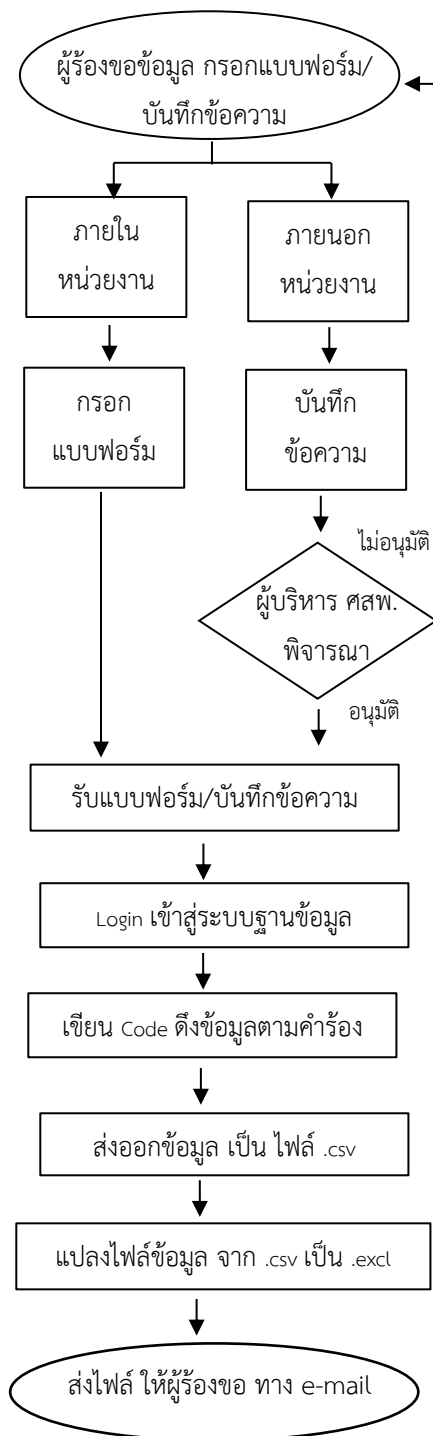 ผู้ร้องขอข้อมูล กรอกแบบฟอร์ม/
บันทึกข้อความ
ภายใน
หน่วยงาน
ภายนอก
หน่วยงาน
กรอก
แบบฟอร์ม
บันทึก
ข้อความ
ไม่อนุมัติ
ผู้บริหาร ศสพ.
พิจารณา
อนุมัติ
รับแบบฟอร์ม/บันทึกข้อความ
Login เข้าสู่ระบบฐานข้อมูล
เขียน Code ดึงข้อมูลตามคำร้อง
ส่งออกข้อมูล เป็น ไฟล์ .csv
แปลงไฟล์ข้อมูล จาก .csv เป็น .excl
ส่งไฟล์ ให้ผู้ร้องขอ ทาง e-mail